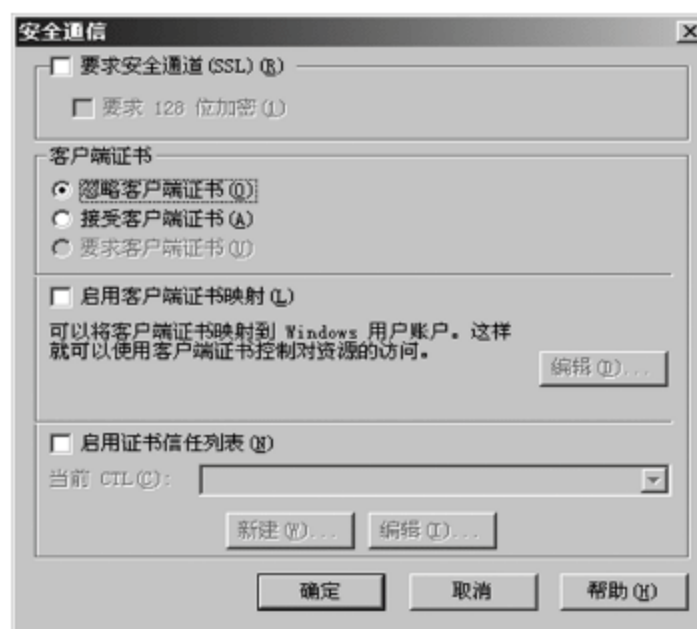 安全通信
要求安全通道(SSL)(R)
要求 128 位加密(1)
客户端证书
忽略客户端证书(Q)
接受客户端证书(A)
要求客户端证书(U)
启用客户端证书映射(L)
可以将客户端证书映射到 Windows 用户账户。这样
就可以使用客户端证书控制对资源的访问。
编辑(D)...
启用证书信任列表(N)
当前 CTL(C):
新建(W)...
编辑(I)...
确定
取消
帮助(H)